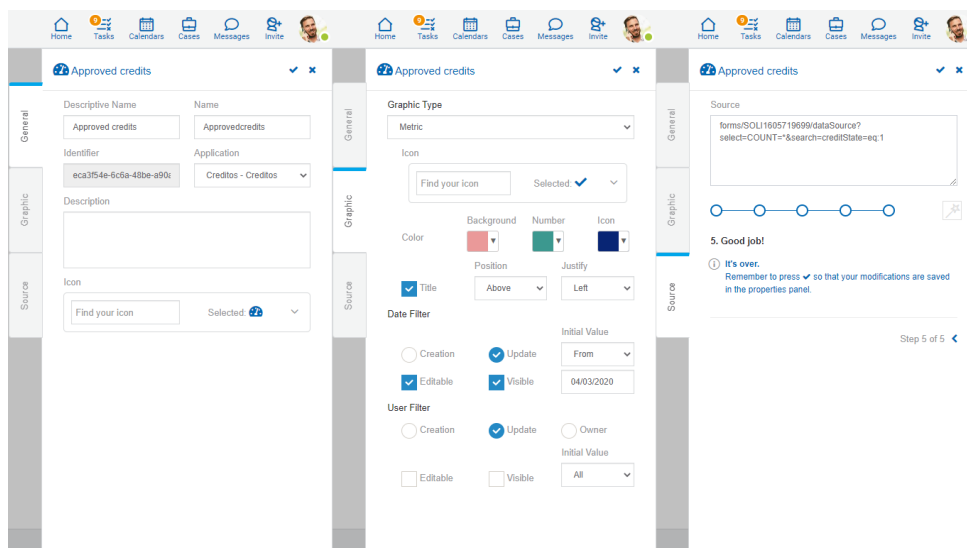 9
Home Tasks Calendars Cases Messages Invite
Approved credits
General
Graphic
Source
Descriptive Name Name
Approved credits Approvedcredits
Identifier Application
eca3f54e-6c6a-48be-a90a Creditos - Creditos
Description
Icon
Find your icon Selected:
9
Home Tasks Calendars Cases Messages Invite
Approved credits
General
Graphic
Source
Graphic Type
Metric
Icon
Find your icon Selected:
Background Number Icon
Color
Position Justify
Title Above Left
Date Filter
Initial Value
Creation Update From
Editable Visible 04/03/2020
User Filter
Creation Update Owner
Initial Value
Editable Visible All
9
Home Tasks Calendars Cases Messages Invite
Approved credits
General
Graphic
Source
Source
forms/SOLI1605719699/dataSource?
select=COUNT=*&search=creditState=eq:1
5. Good job!
It's over.
Remember to press so that your modifications are saved
in the properties panel.
Step 5 of 5